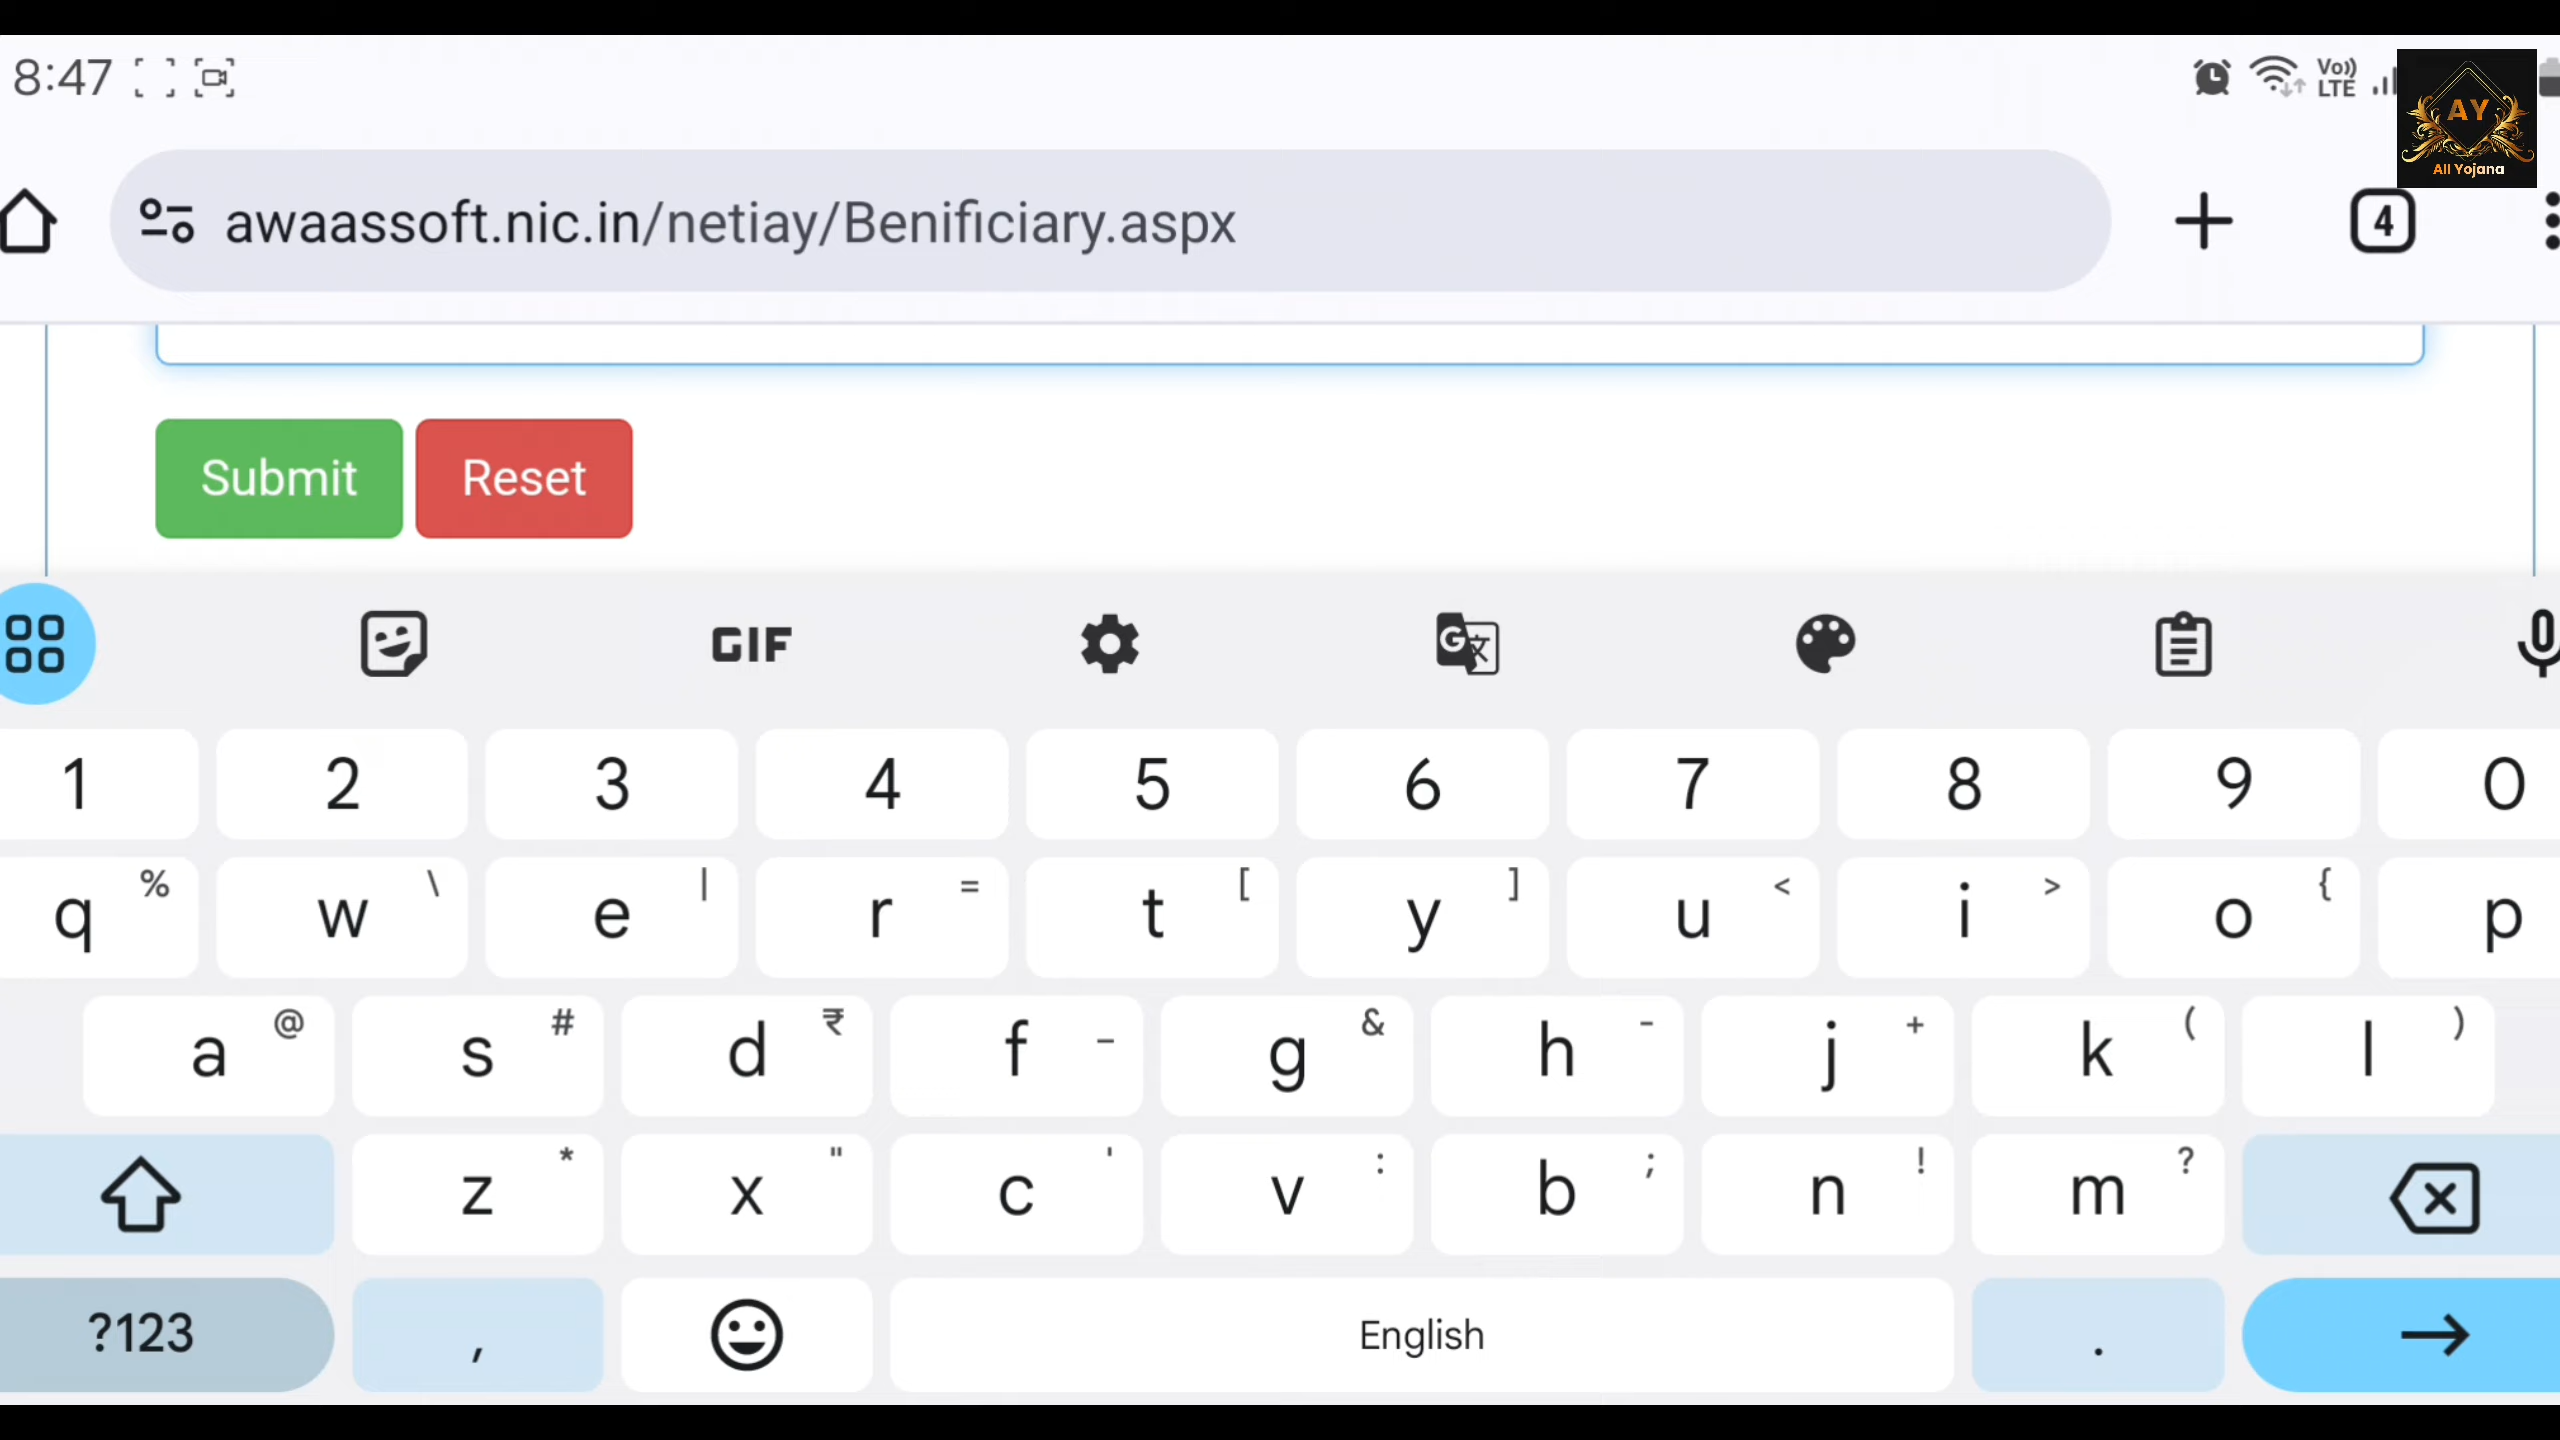 8:47
Vo))
LTE
AY
All Yojana
awaassoft.nic.in/netiay/Benificiary.aspx
4
Submit
Reset
GIF
G
1 2 3 4 5 6 7 8 9 0
q % w \ e | r = t [ y ] u < i > o { p
a @ s # d ₹ f _ g & h - j + k ( l )
z * x " c ' v : b ; n ! m ?
?123 , English .